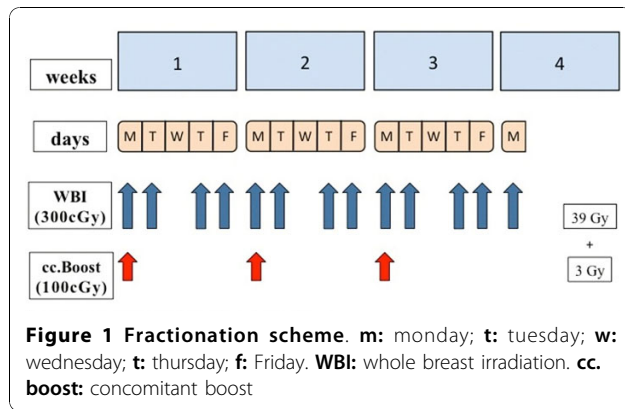 weeks 1 2 3 4
days M T W T F M T W T F M T W T F M
WBI
(300cGy)
39 Gy
+
cc.Boost
(100cGy)
3 Gy
Figure 1 Fractionation scheme. m: monday; t: tuesday; w:
wednesday; t: thursday; f: Friday. WBI: whole breast irradiation. cc.
boost: concomitant boost